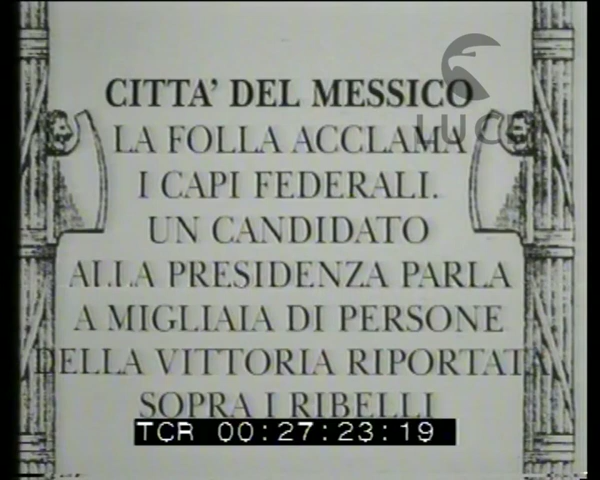 CITTA' DEL MESSICO
LUCE
LA FOLLA ACCLAMA
I CAPI FEDERALI.
UN CANDIDATO
ALLA PRESIDENZA PARLA
A MIGLIAIA DI PERSONE
DELLA VITTORIA RIPORTATA
SOPRA I RIBELLI
TCR 00:27:23:19